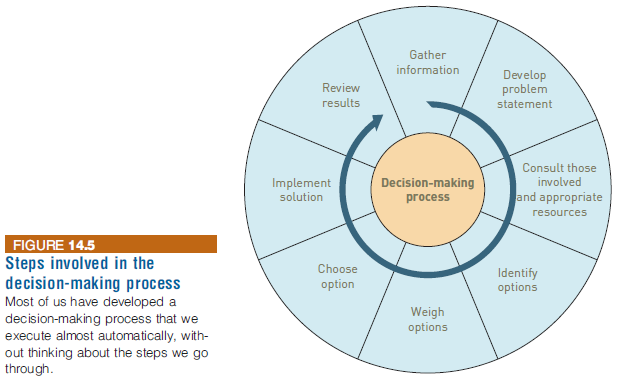 Gather
information
Develop
problem
statement
Consult those
involved
and appropriate
resources
Identify
options
Weigh
options
Choose
option
Implement
solution
Review
results
Decision-making
process
FIGURE 14.5
Steps involved in the
decision-making process
Most of us have developed a
decision-making process that we
execute almost automatically, with-
out thinking about the steps we go
through.